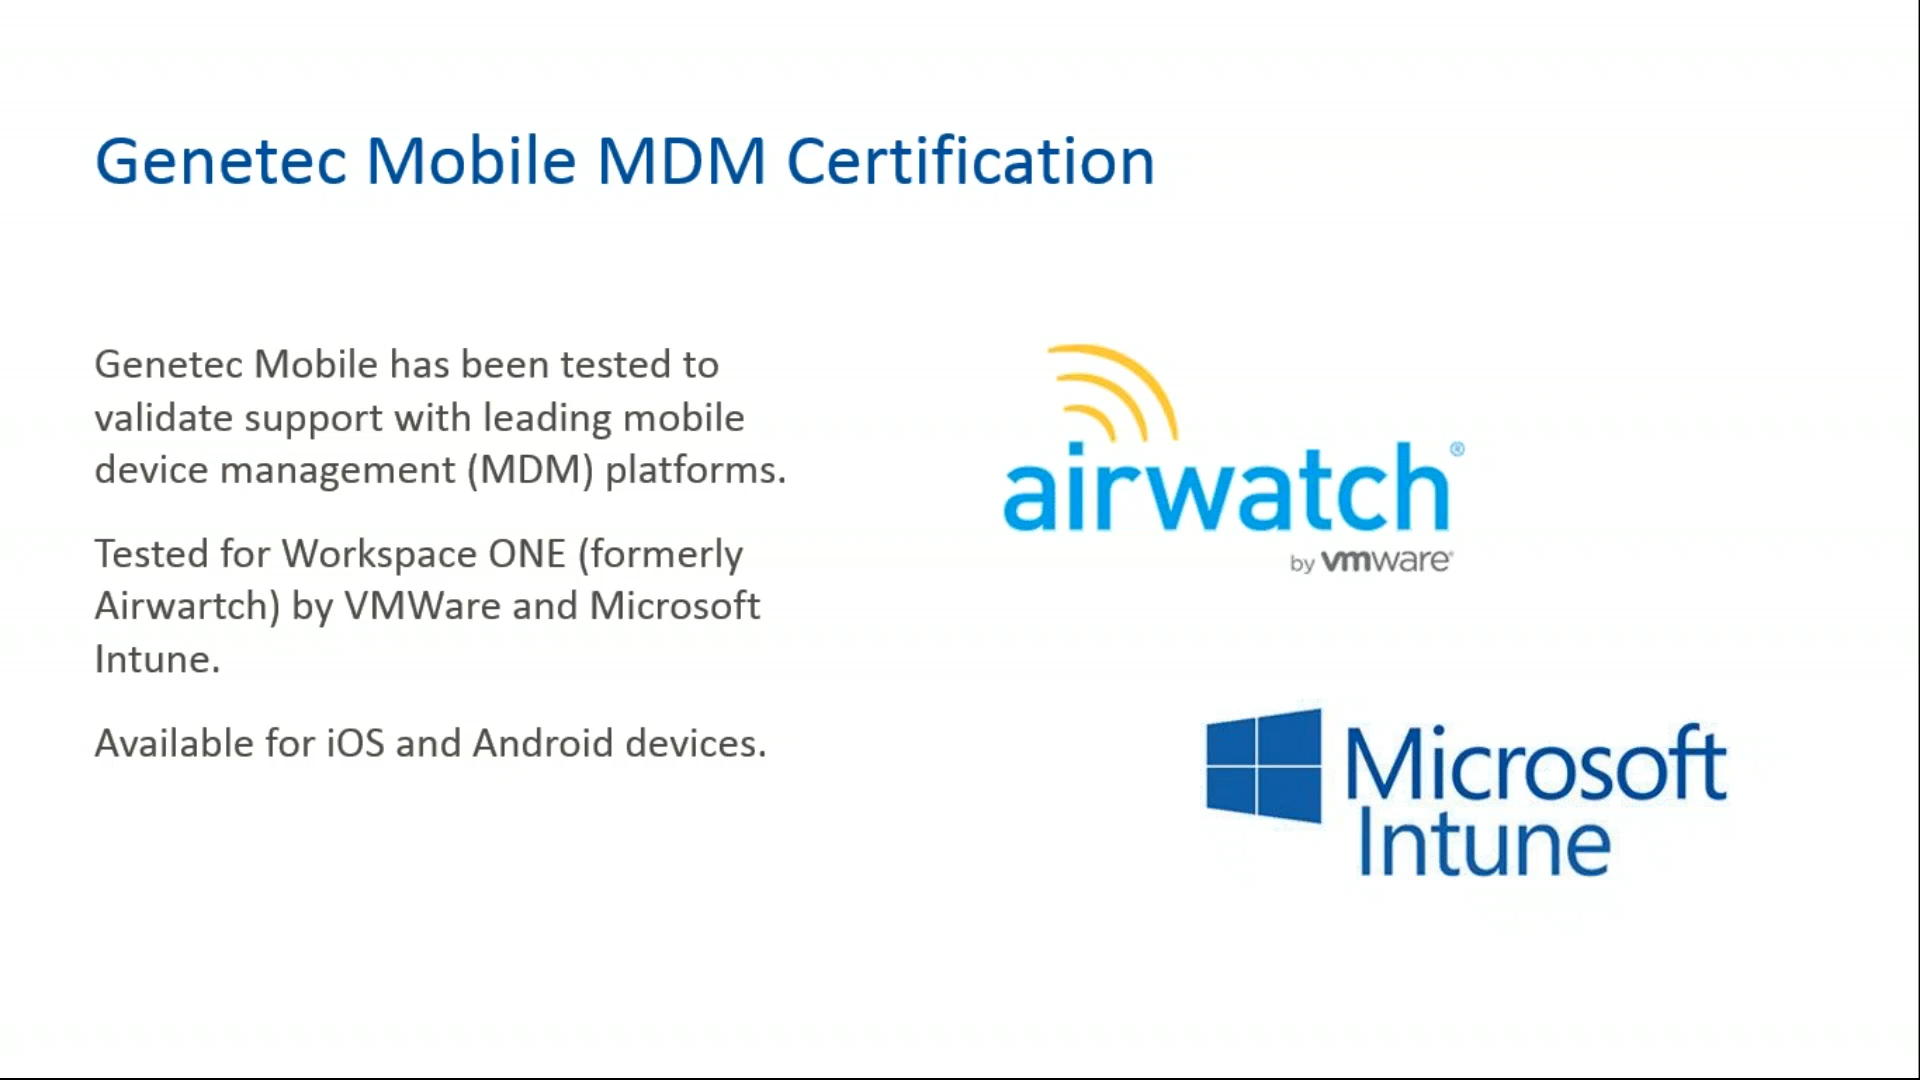 Genetec Mobile MDM Certification
Genetec Mobile has been tested to
validate support with leading mobile
device management (MDM) platforms.
Tested for Workspace ONE (formerly
Airwartch) by VMWare and Microsoft
Intune.
Available for iOS and Android devices.
airwatch®
by vmware®
Microsoft
Intune